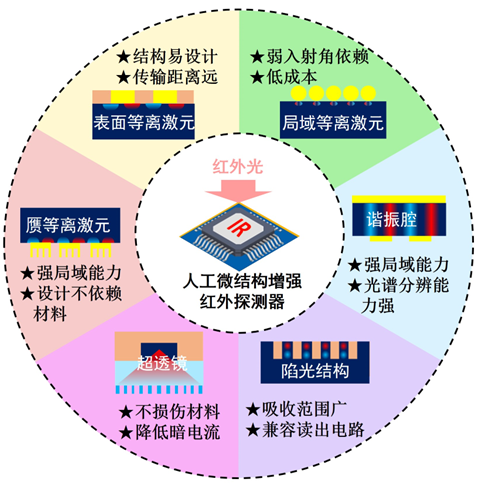 ★结构易设计
★传输距离远
表面等离激元
★弱入射角依赖
★低成本
局域等离激元
谐振腔
★强局域能力
★光谱分辨能
力强
陷光结构
★吸收范围广
★兼容读出电路
超透镜
★不损伤材料
★降低暗电流
赝等离激元
★强局域能力
★设计不依赖
材料
红外光
IR
人工微结构增强
红外探测器